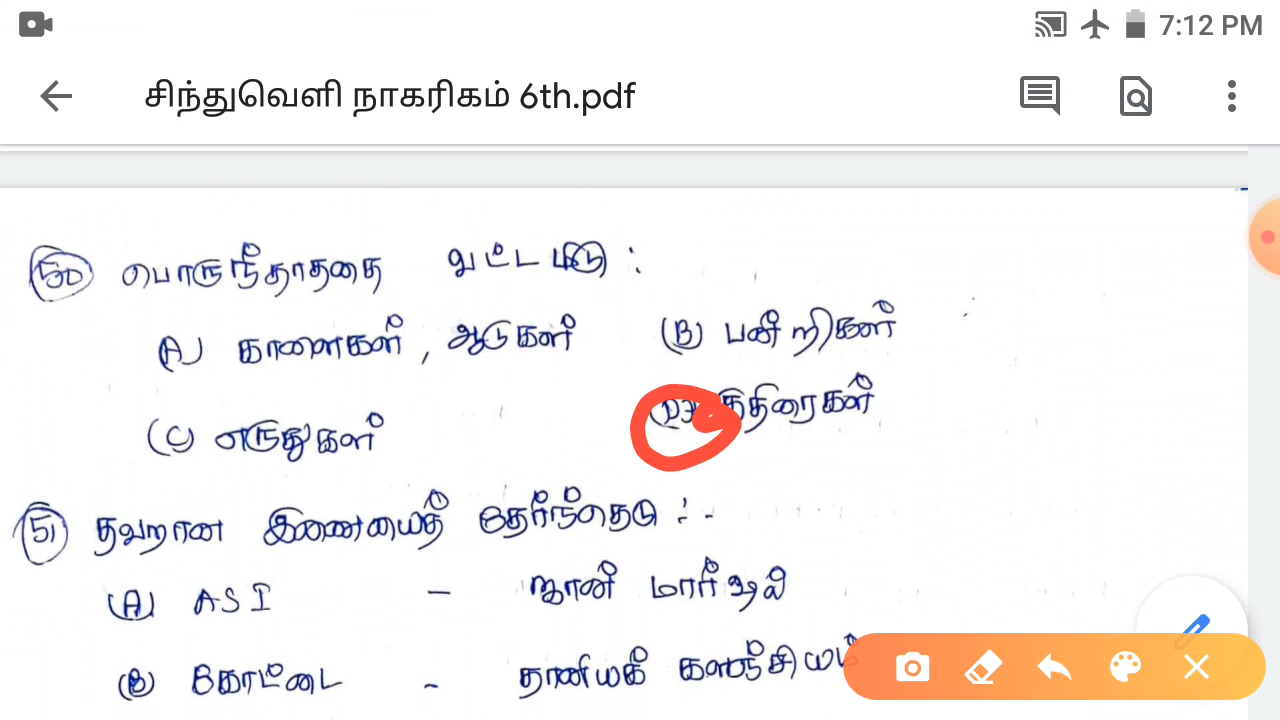 7:12 PM
சிந்துவெளி நாகரிகம் 6th.pdf
50 பொருந்தாததை வட்டமிடு :
(A) காளைகள் , ஆடுகள் (B) பன்றிகள்
(C) எருதுகள் (D) குதிரைகள்
51 தவறான இணையைத் தேர்ந்தெடு :-
(A) ASI - ஜான் மார்ஷல்
(B) கோட்டை - தானியக் களஞ்சியம்